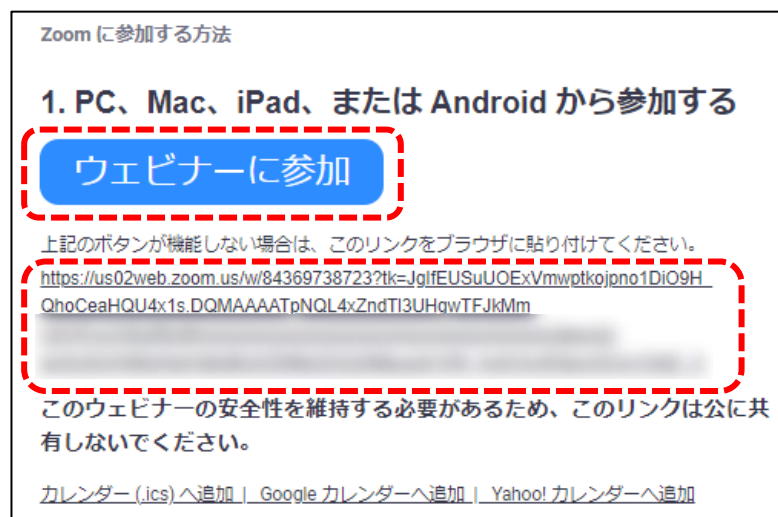 Zoom に参加する方法
1. PC、Mac、iPad、または Android から参加する
ウェビナーに参加
上記のボタンが機能しない場合は、このリンクをブラウザに貼り付けてください。
https://us02web.zoom.us/w/84369738723?tk=JglfEUSuUOExVmwptkojpno1DiO9H_
QhoCeaHQU4x1s.DQMAAAATpNQL4xZndTI3UHgwTFJkMm
このウェビナーの安全性を維持する必要があるため、このリンクは公に共
有しないでください。
カレンダー (.ics) へ追加 | Google カレンダーへ追加 | Yahoo! カレンダーへ追加